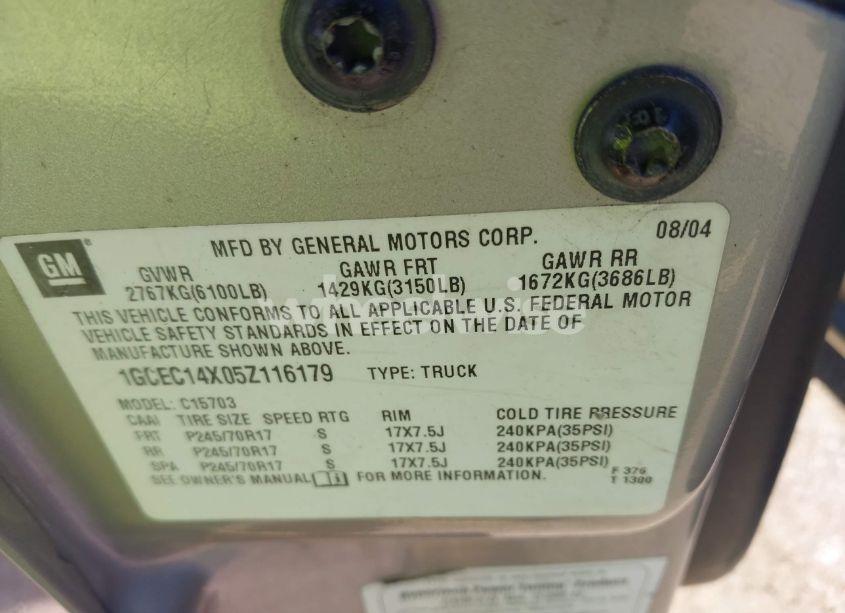 GM
MFD BY GENERAL MOTORS CORP. 08/04
GVWR GAWR FRT GAWR RR
2767KG(6100LB) 1429KG(3150LB) 1672KG(3686LB)
THIS VEHICLE CONFORMS TO ALL APPLICABLE U.S. FEDERAL MOTOR
VEHICLE SAFETY STANDARDS IN EFFECT ON THE DATE OF
MANUFACTURE SHOWN ABOVE.
1GCEC14X05Z116179 TYPE: TRUCK
MODEL: C15703
TIRE SIZE SPEED RTG RIM COLD TIRE PRESSURE
FRT P245/70R17 S 17X7.5J 240KPA(35PSI)
RR P245/70R17 S 17X7.5J 240KPA(35PSI)
SPA P245/70R17 S 17X7.5J 240KPA(35PSI)
SEE OWNER'S MANUAL FOR MORE INFORMATION.
F 376
T 1300